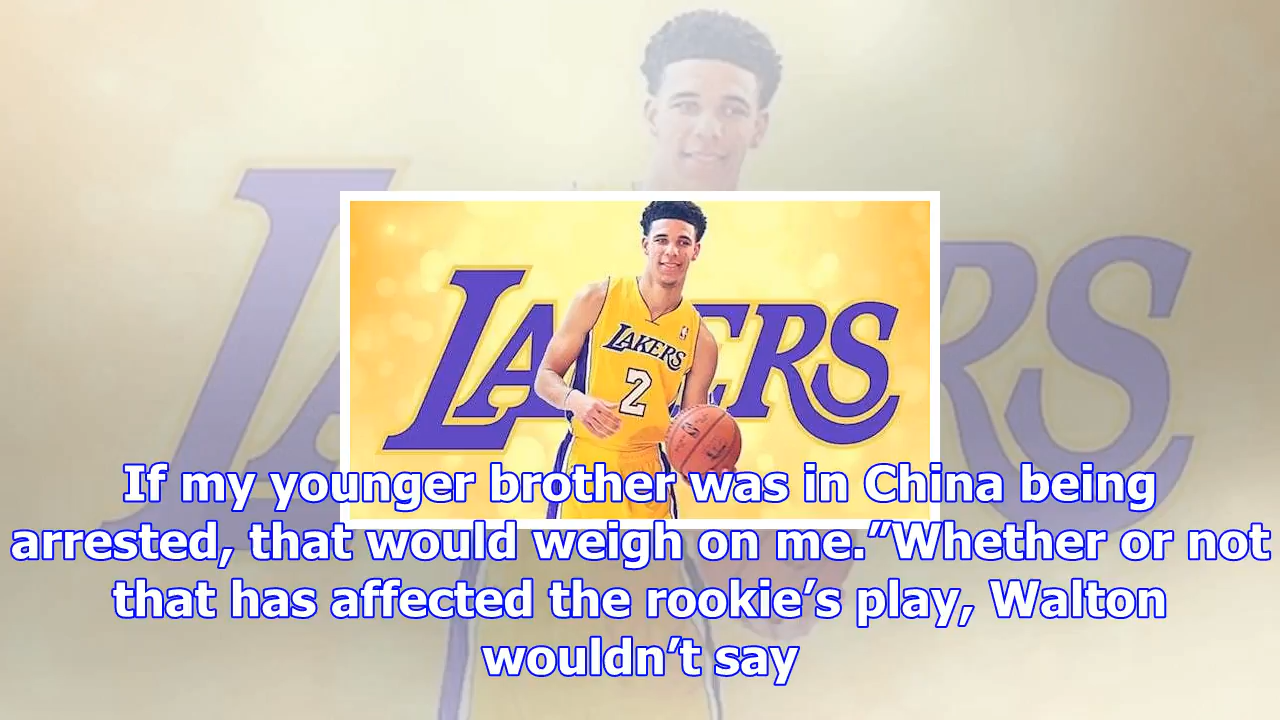 LAKERS
LAKERS
2
If my younger brother was in China being
arrested, that would weigh on me.”Whether or not
that has affected the rookie’s play, Walton
wouldn’t say